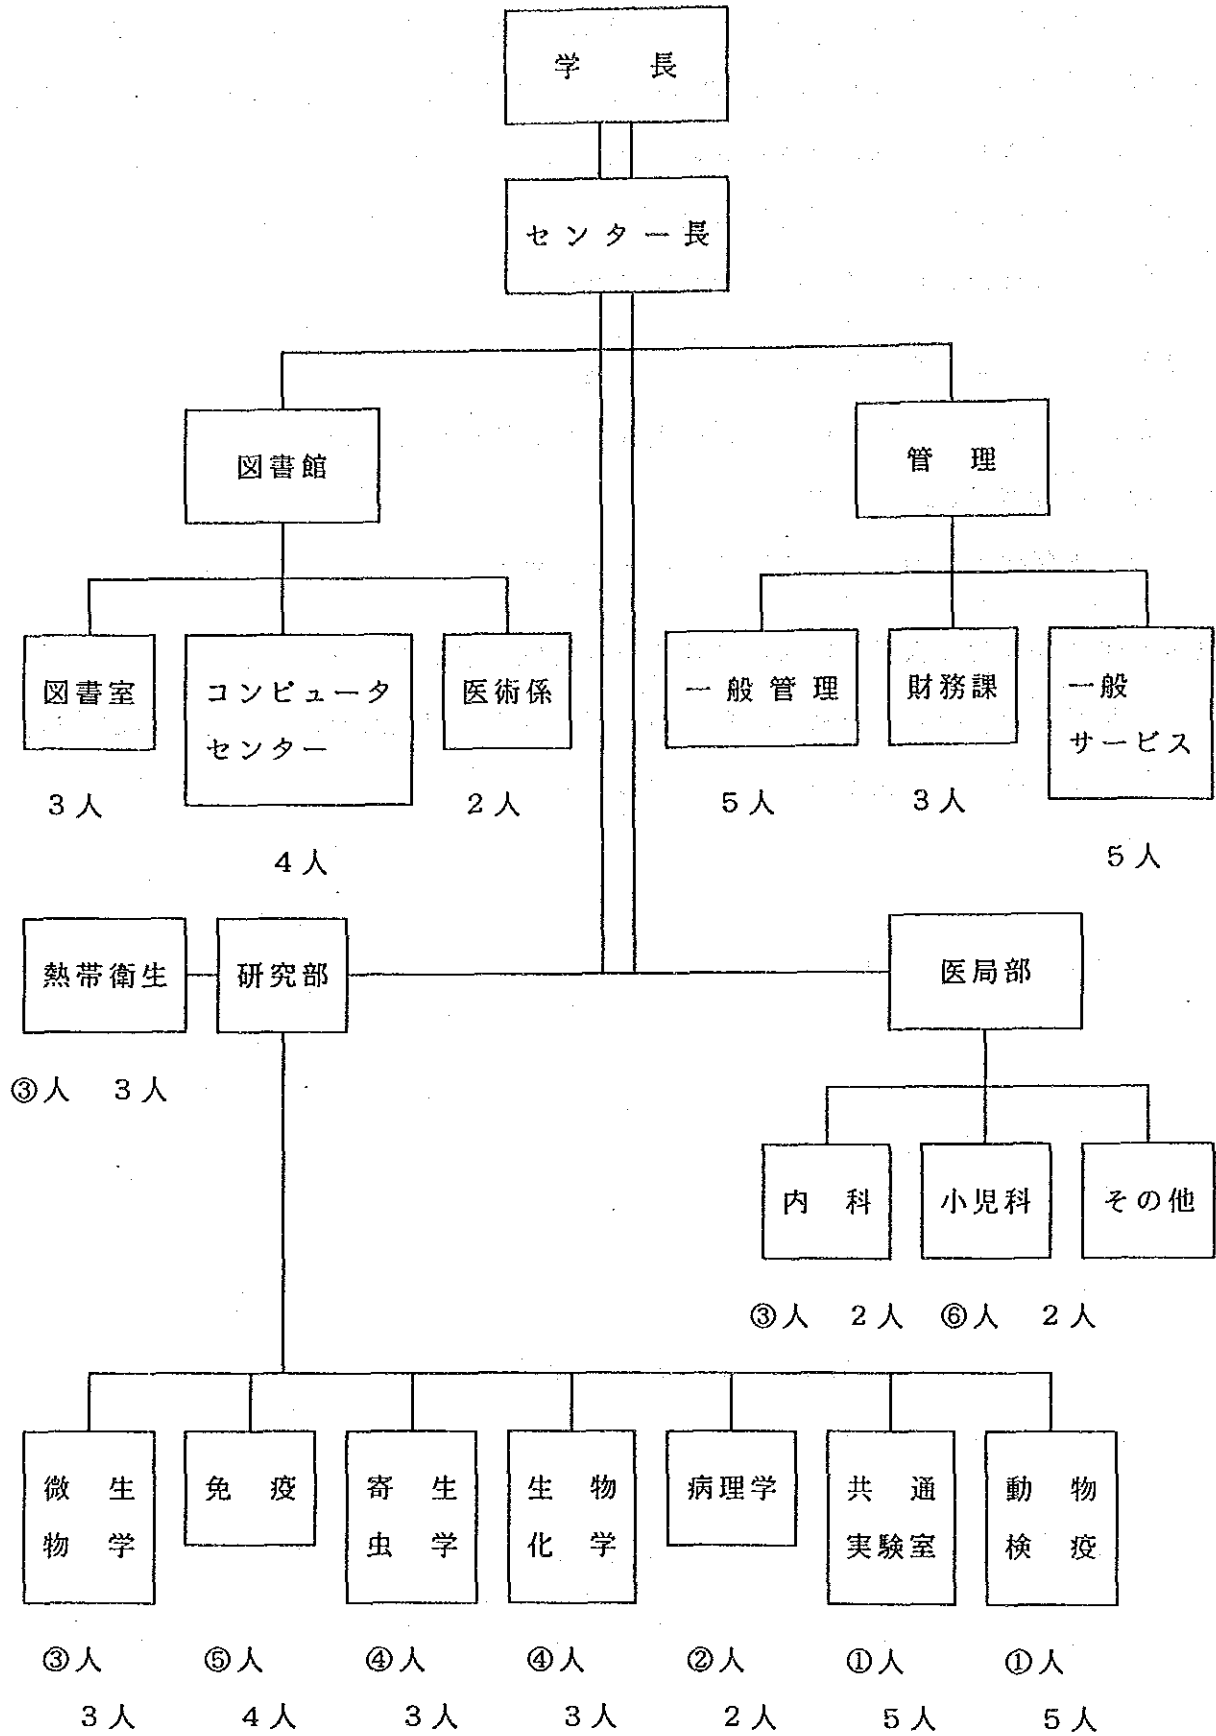 学 長
センター長
図書館
管 理
図書室
コンピュータ
センター
医術係
一般管理
財務課
一般
サービス
3人
4人
2人
5人
3人
5人
熱帯衛生
研究部
医局部
③人 3人
内 科
小児科
その他
③人 2人 ⑥人 2人
微 生
物 学
免 疫
寄 生
虫 学
生 物
化 学
病理学
共 通
実験室
動 物
検 疫
③人 ⑤人 ④人 ④人 ②人 ①人 ①人
3人 4人 3人 3人 2人 5人 5人